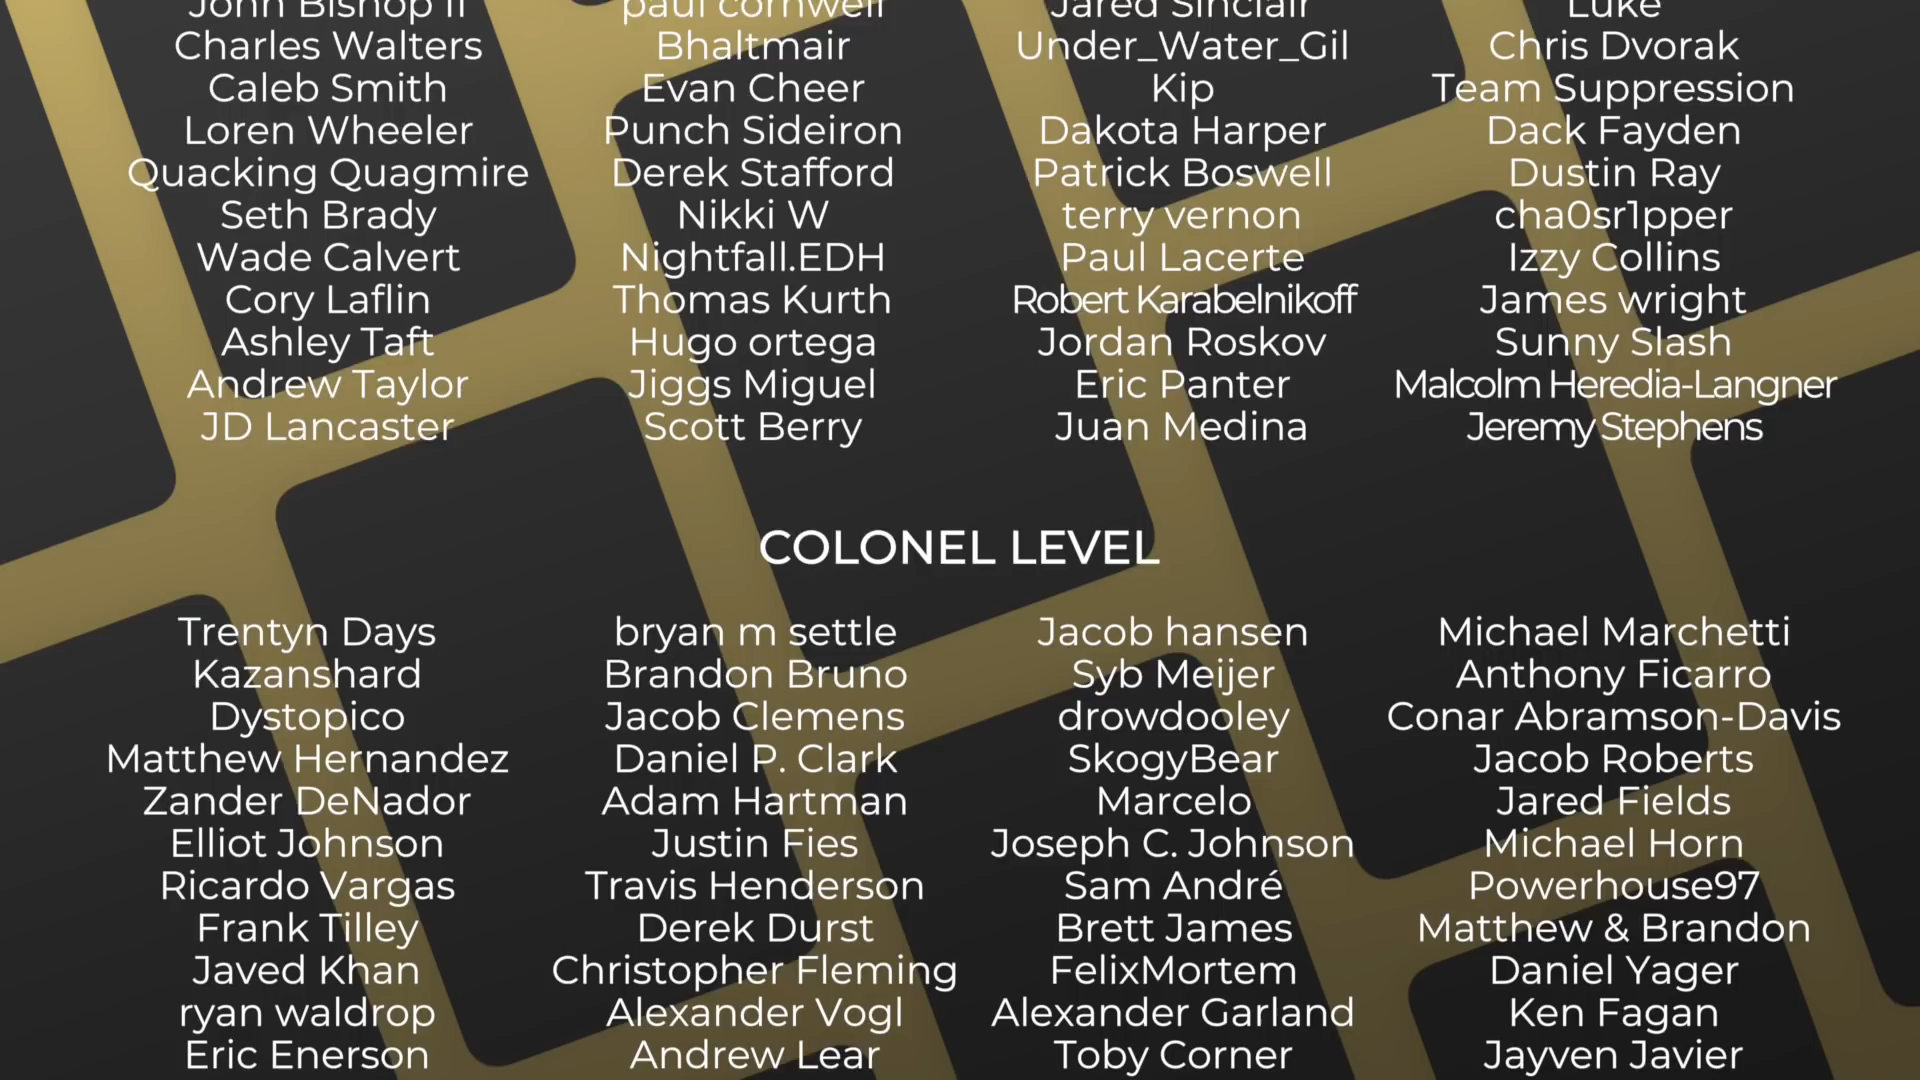 John Bishop II paul cornwell Jared Sinclair Luke
Charles Walters Bhaltmair Under_Water_Gil Chris Dvorak
Caleb Smith Evan Cheer Kip Team Suppression
Loren Wheeler Punch Sideiron Dakota Harper Dack Fayden
Quacking Quagmire Derek Stafford Patrick Boswell Dustin Ray
Seth Brady Nikki W terry vernon cha0sr1pper
Wade Calvert Nightfall.EDH Paul Lacerte Izzy Collins
Cory Laflin Thomas Kurth Robert Karabelnikoff James wright
Ashley Taft Hugo ortega Jordan Roskov Sunny Slash
Andrew Taylor Jiggs Miguel Eric Panter Malcolm Heredia-Langner
JD Lancaster Scott Berry Juan Medina Jeremy Stephens
COLONEL LEVEL
Trentyn Days bryan m settle Jacob hansen Michael Marchetti
Kazanshard Brandon Bruno Syb Meijer Anthony Ficarro
Dystopico Jacob Clemens drowdooley Conar Abramson-Davis
Matthew Hernandez Daniel P. Clark SkogyBear Jacob Roberts
Zander DeNador Adam Hartman Marcelo Jared Fields
Elliot Johnson Justin Fies Joseph C. Johnson Michael Horn
Ricardo Vargas Travis Henderson Sam André Powerhouse97
Frank Tilley Derek Durst Brett James Matthew & Brandon
Javed Khan Christopher Fleming FelixMortem Daniel Yager
ryan waldrop Alexander Vogl Alexander Garland Ken Fagan
Eric Enerson Andrew Lear Toby Corner Jayven Javier